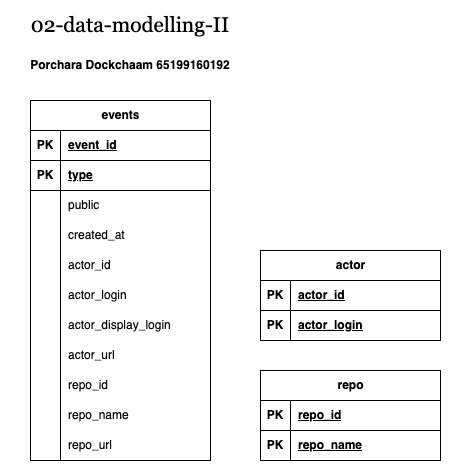 02-data-modelling-II
Porchara Dockchaam 65199160192
events
PK event_id
PK type
public
created_at
actor_id
actor_login
actor_display_login
actor_url
repo_id
repo_name
repo_url
actor
PK actor_id
PK actor_login
repo
PK repo_id
PK repo_name